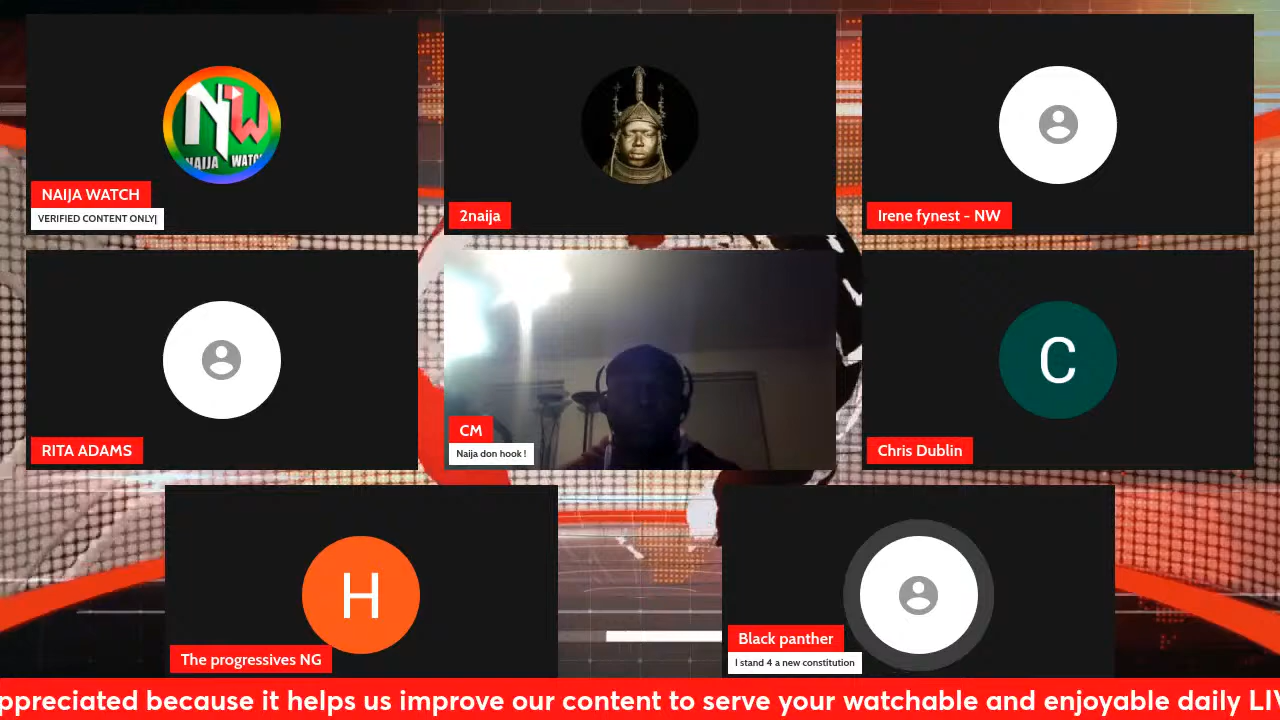 NAIJA WATCH
NAIJA WATCH
VERIFIED CONTENT ONLY|
2naija
Irene fynest - NW
RITA ADAMS
CM
Naija don hook !
C
Chris Dublin
H
The progressives NG
Black panther
I stand 4 a new constitution
ppreciated because it helps us improve our content to serve your watchable and enjoyable daily LIV